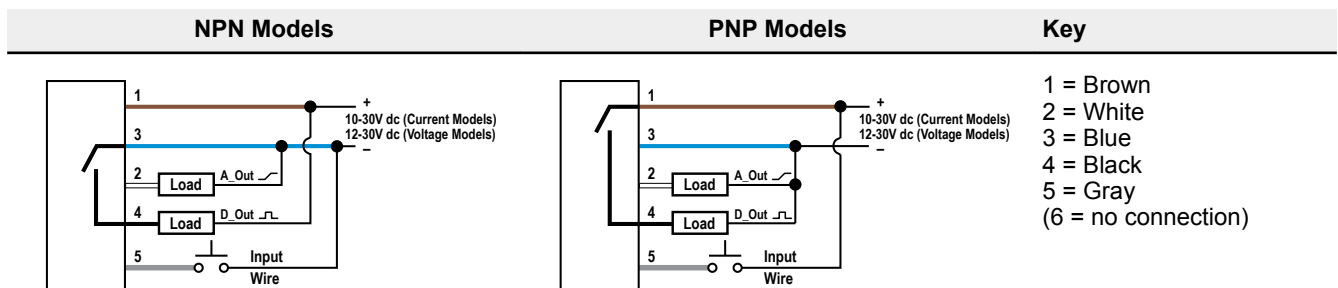 NPN Models
PNP Models
Key
1
+
10-30V dc (Current Models)
12-30V dc (Voltage Models)
3
–
2
Load
A_Out
4
Load
D_Out
5
Input
Wire
1
+
10-30V dc (Current Models)
12-30V dc (Voltage Models)
3
–
2
Load
A_Out
4
Load
D_Out
5
Input
Wire
1 = Brown
2 = White
3 = Blue
4 = Black
5 = Gray
(6 = no connection)